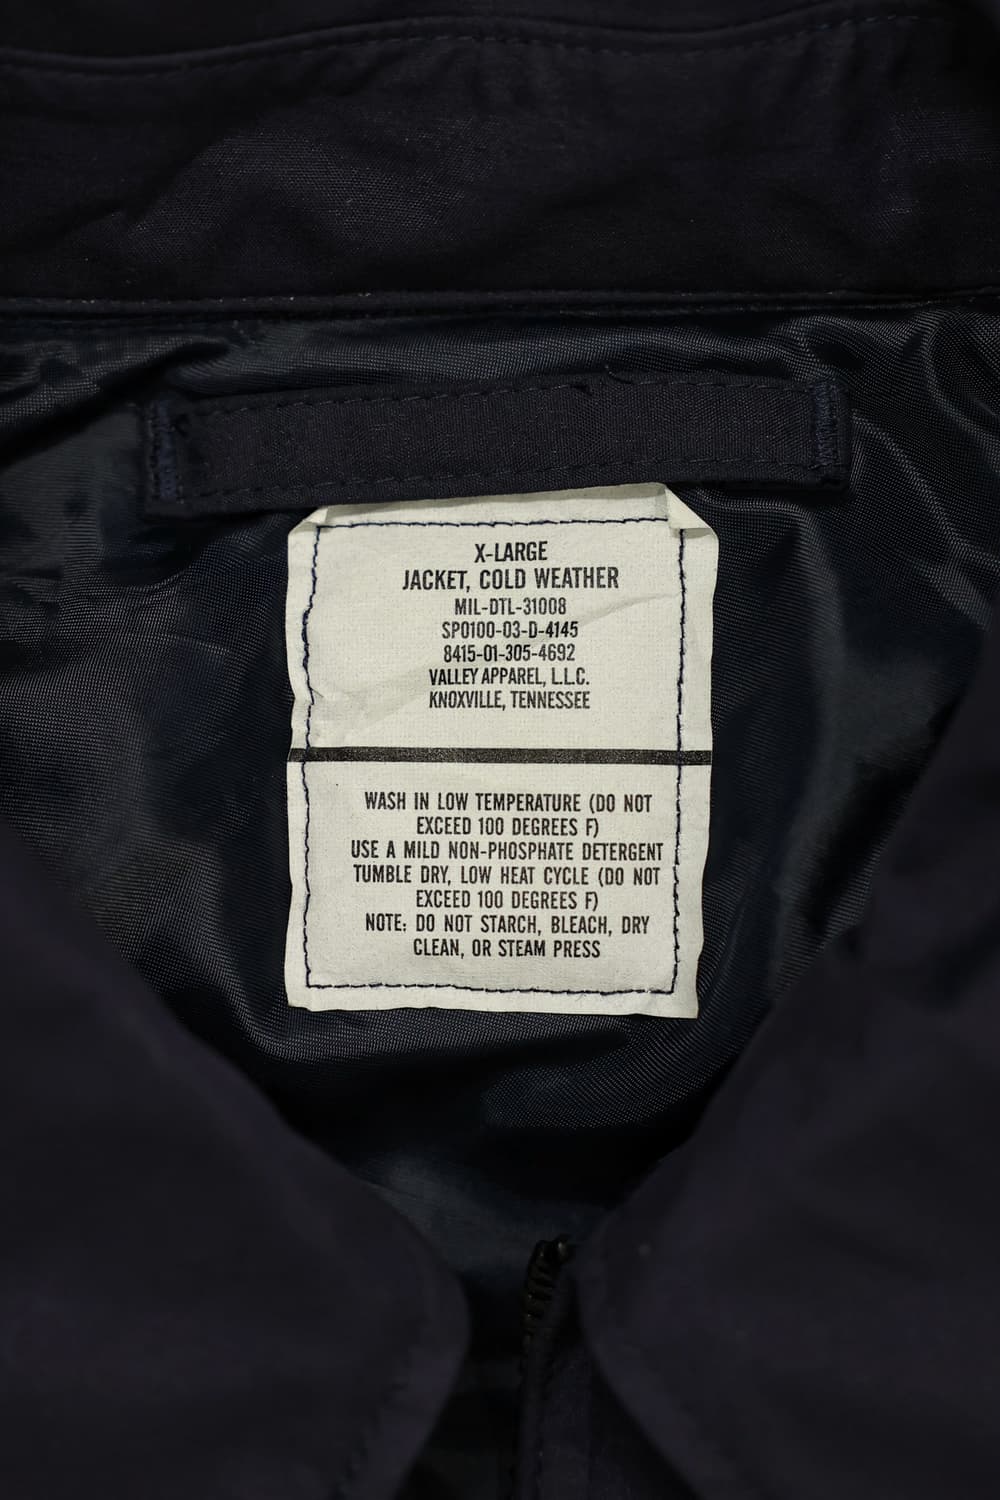 X-LARGE
JACKET, COLD WEATHER
MIL-DTL-31008
SP0100-03-D-4145
8415-01-305-4692
VALLEY APPAREL, L.L.C.
KNOXVILLE, TENNESSEE
WASH IN LOW TEMPERATURE (DO NOT
EXCEED 100 DEGREES F)
USE A MILD NON-PHOSPHATE DETERGENT
TUMBLE DRY, LOW HEAT CYCLE (DO NOT
EXCEED 100 DEGREES F)
NOTE: DO NOT STARCH, BLEACH, DRY
CLEAN, OR STEAM PRESS